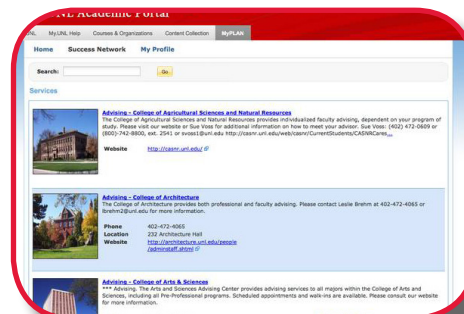 NL Academic Portal
NL My.UNL Help Courses & Organizations Content Collection MyPLAN
Home Success Network My Profile
Search: Go
Services
Advising - College of Agricultural Sciences and Natural Resources
The College of Agricultural Sciences and Natural Resources provides individualized faculty advising, dependent on your program of
study. Please visit our website or Sue Voss for additional information on how to meet your advisor. Sue Voss: (402) 472-0609 or
(800)-742-8800, ext. 2541 or svoss1@unl.edu http://casnr.unl.edu/web/casnr/CurrentStudents/CASNRCares...
Website http://casnr.unl.edu/
Advising - College of Architecture
The College of Architecture provides both professional and faculty advising. Please contact Leslie Brehm at 402-472-4065 or
lbrehm2@unl.edu for more information.
Phone 402-472-4065
Location 232 Architecture Hall
Website http://architecture.unl.edu/people
/adminstaff.shtml
Advising - College of Arts & Sciences
*** Advising. The Arts and Sciences Advising Center provides advising services to all majors within the College of Arts and
Sciences, including all Pre-Professional programs. Scheduled appointments and walk-ins are available. Please consult our website
for more information.